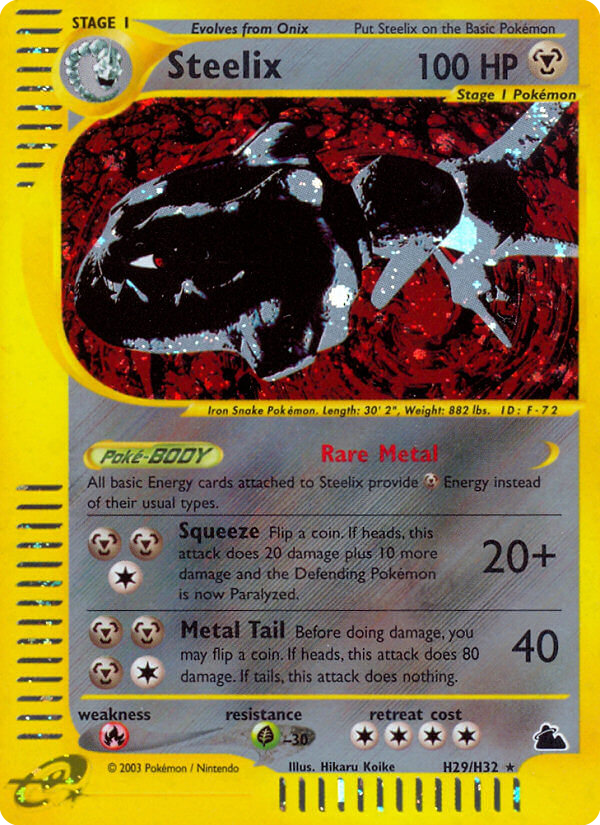 STAGE 1
Evolves from Onix
Put Steelix on the Basic Pokémon
Steelix
100 HP
Stage 1 Pokémon
Iron Snake Pokémon. Length: 30' 2", Weight: 882 lbs. ID: F-72
Poké-BODY
Rare Metal
All basic Energy cards attached to Steelix provide Energy instead
of their usual types.
Squeeze Flip a coin. If heads, this
attack does 20 damage plus 10 more
damage and the Defending Pokémon
is now Paralyzed.
20+
Metal Tail Before doing damage, you
may flip a coin. If heads, this attack does 80
damage. If tails, this attack does nothing.
40
weakness
resistance
retreat cost
-30
© 2003 Pokémon / Nintendo
Illus. Hikaru Koike
H29/H32 ★